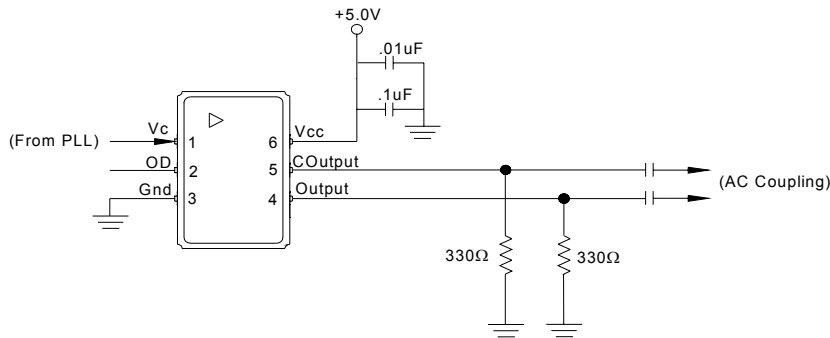 +5.0V
.01uF
.1uF
(From PLL)
Vc
1
6
Vcc
OD
2
5
COutput
(AC Coupling)
Gnd
3
4
Output
330Ω
330Ω